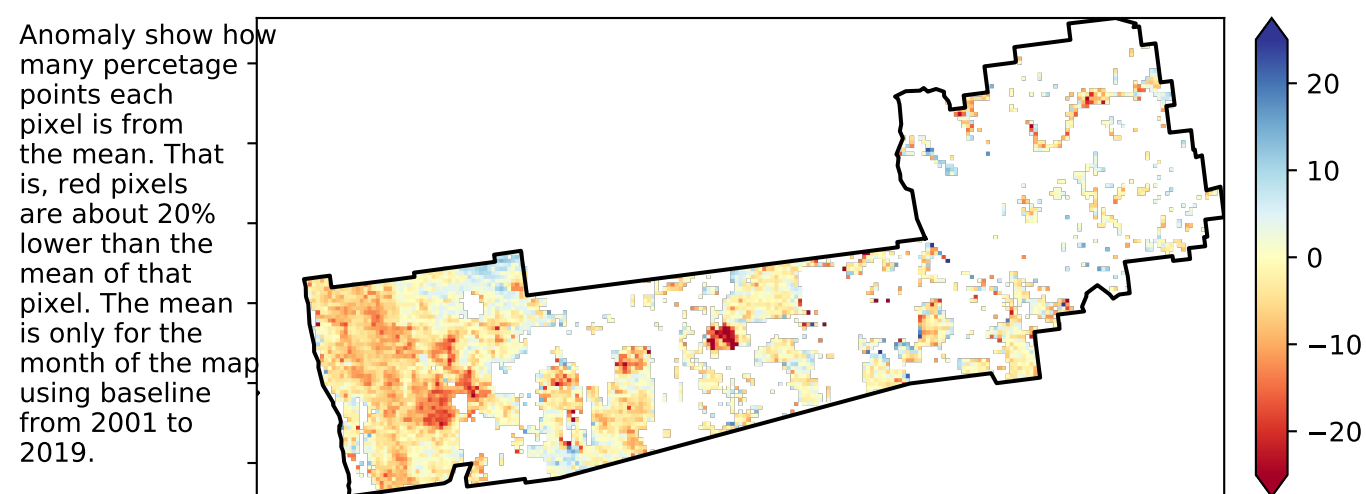 Anomaly show how
many percetage
points each
pixel is from
the mean. That
is, red pixels
are about 20%
lower than the
mean of that
pixel. The mean
is only for the
month of the map
using baseline
from 2001 to
2019.
20
10
0
−10
−20